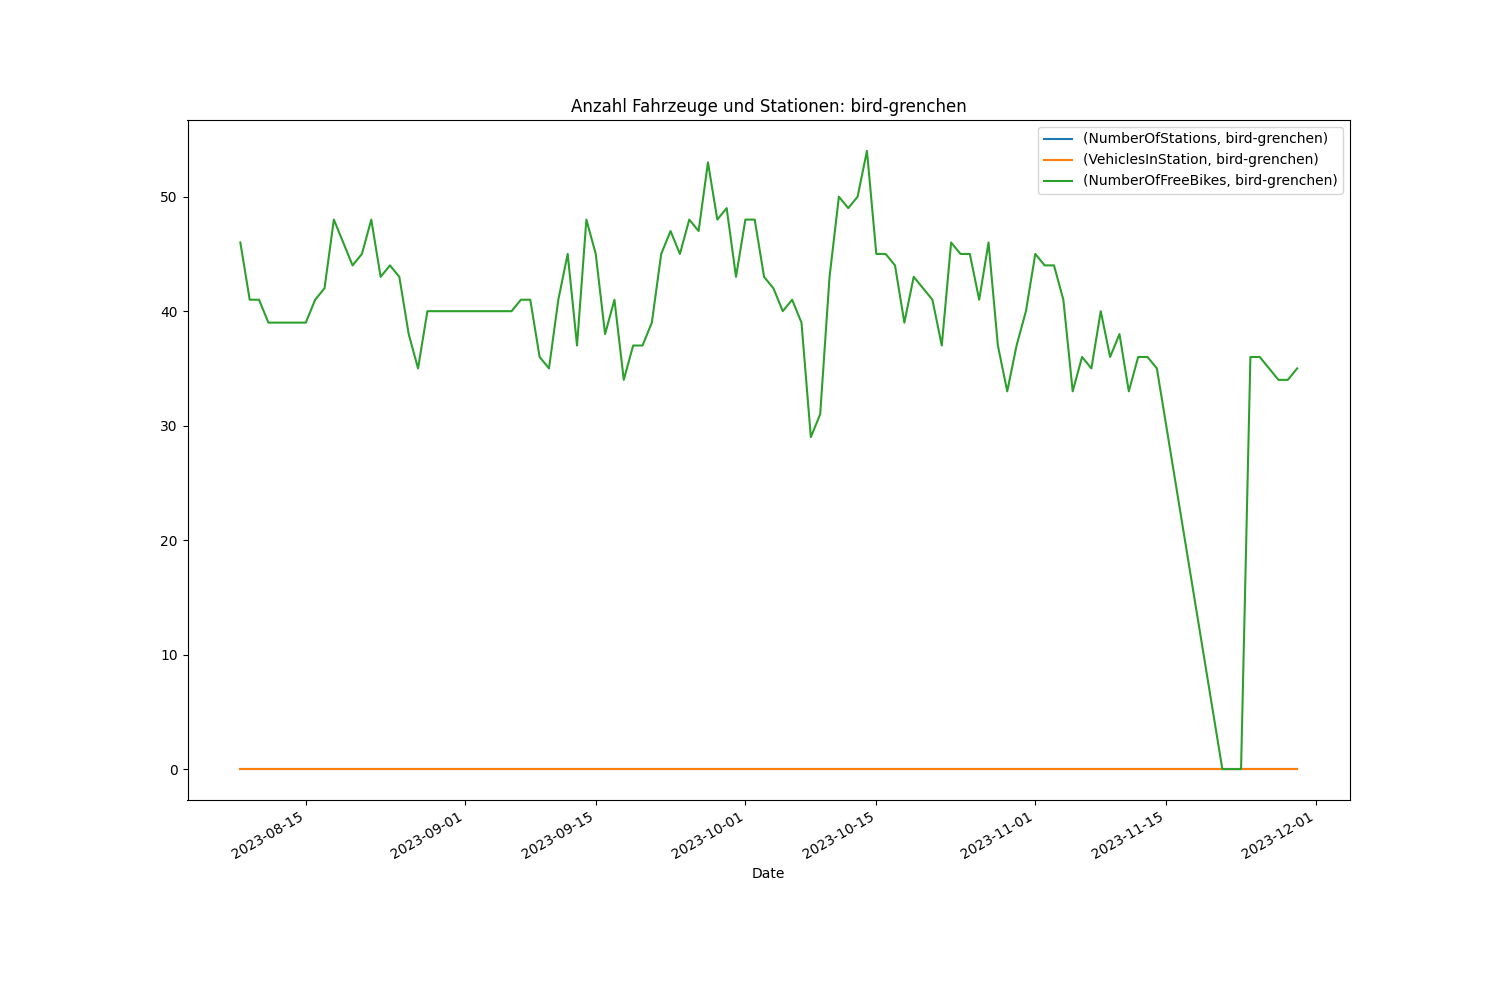 Anzahl Fahrzeuge und Stationen: bird-grenchen
(NumberOfStations, bird-grenchen)
(VehiclesInStation, bird-grenchen)
(NumberOfFreeBikes, bird-grenchen)
50
40
30
20
10
0
2023-08-15
2023-09-01
2023-09-15
2023-10-01
2023-10-15
2023-11-01
2023-11-15
2023-12-01
Date